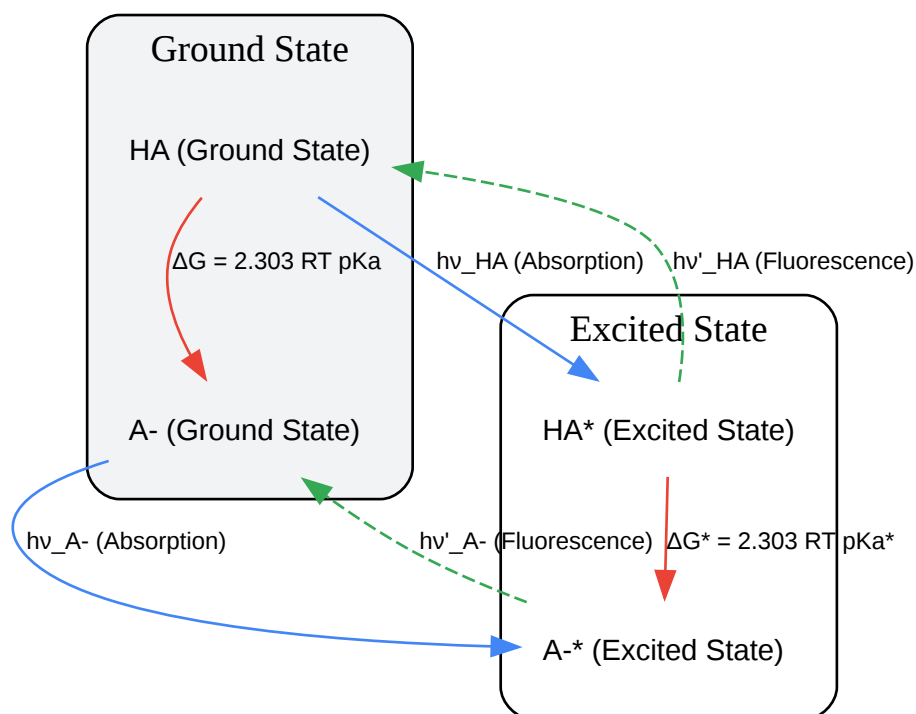 Ground State
HA (Ground State)
ΔG = 2.303 RT pKa
hν_HA (Absorption)
hν'_HA (Fluorescence)
Excited State
A- (Ground State)
HA* (Excited State)
hν_A- (Absorption)
hν'_A- (Fluorescence)
ΔG* = 2.303 RT pKa*
A-* (Excited State)